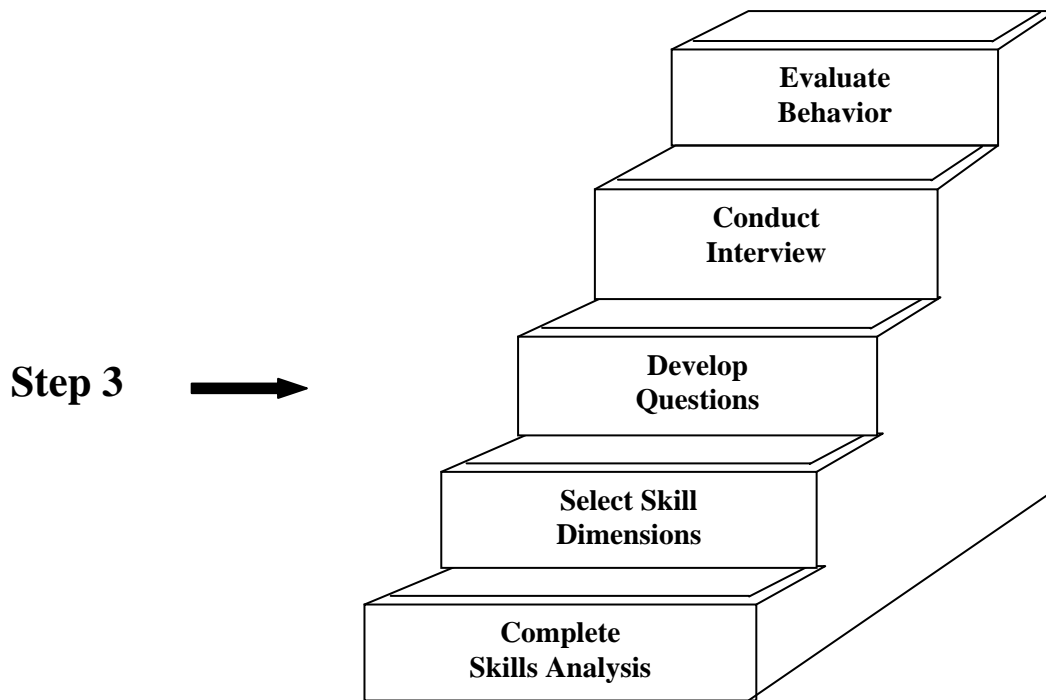 Evaluate
Behavior
Conduct
Interview
Step 3
Develop
Questions
Select Skill
Dimensions
Complete
Skills Analysis